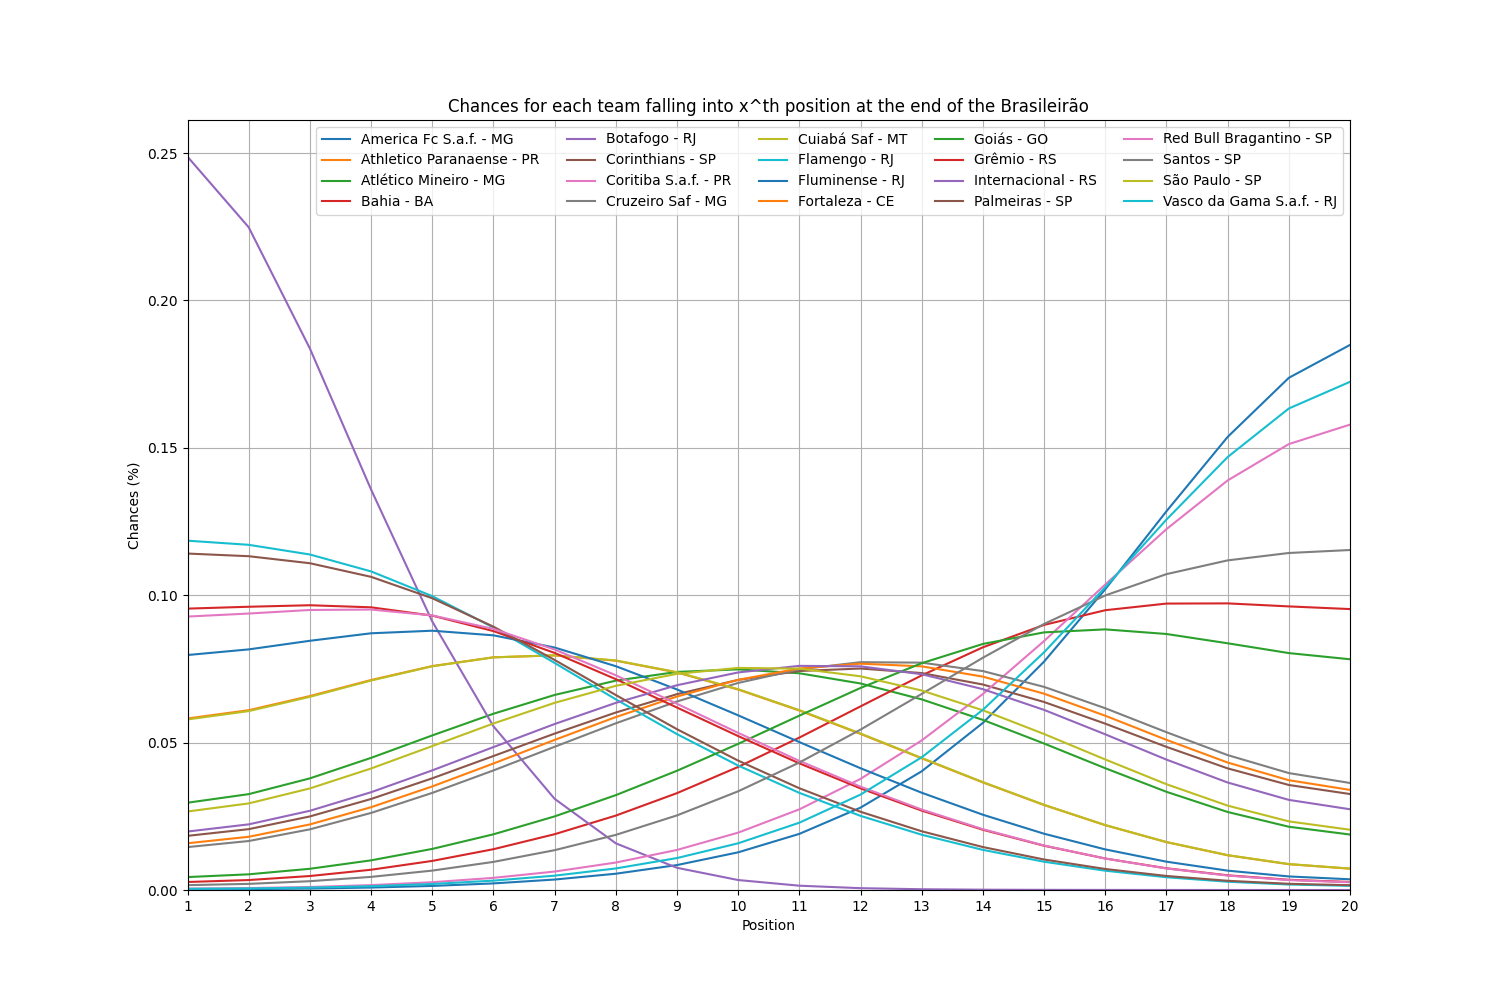 Chances for each team falling into x^th position at the end of the Brasileirão
America Fc S.a.f. - MG
Athletico Paranaense - PR
Atlético Mineiro - MG
Bahia - BA
Botafogo - RJ
Corinthians - SP
Coritiba S.a.f. - PR
Cruzeiro Saf - MG
Cuiabá Saf - MT
Flamengo - RJ
Fluminense - RJ
Fortaleza - CE
Goiás - GO
Grêmio - RS
Internacional - RS
Palmeiras - SP
Red Bull Bragantino - SP
Santos - SP
São Paulo - SP
Vasco da Gama S.a.f. - RJ
Chances (%)
0.25
0.20
0.15
0.10
0.05
0.00
1 2 3 4 5 6 7 8 9 10 11 12 13 14 15 16 17 18 19 20
Position